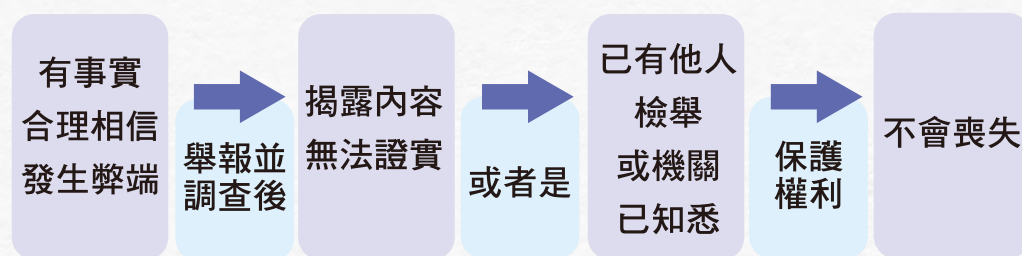 有事實
合理相信
發生弊端
舉報並
調查後
揭露內容
無法證實
或者是
已有他人
檢舉
或機關
已知悉
保護
權利
不會喪失